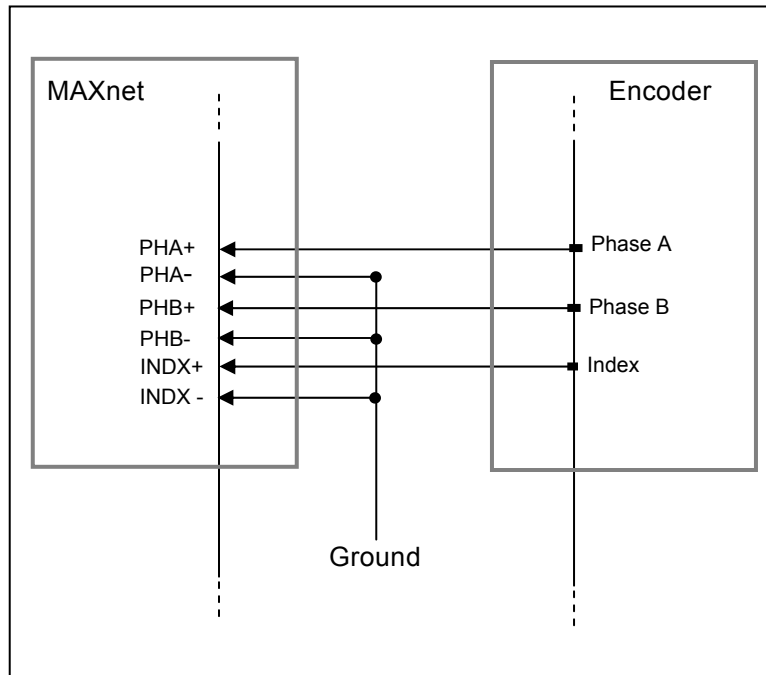 MAXnet
Encoder
PHA+
PHA-
PHB+
PHB-
INDX+
INDX -
Phase A
Phase B
Index
Ground